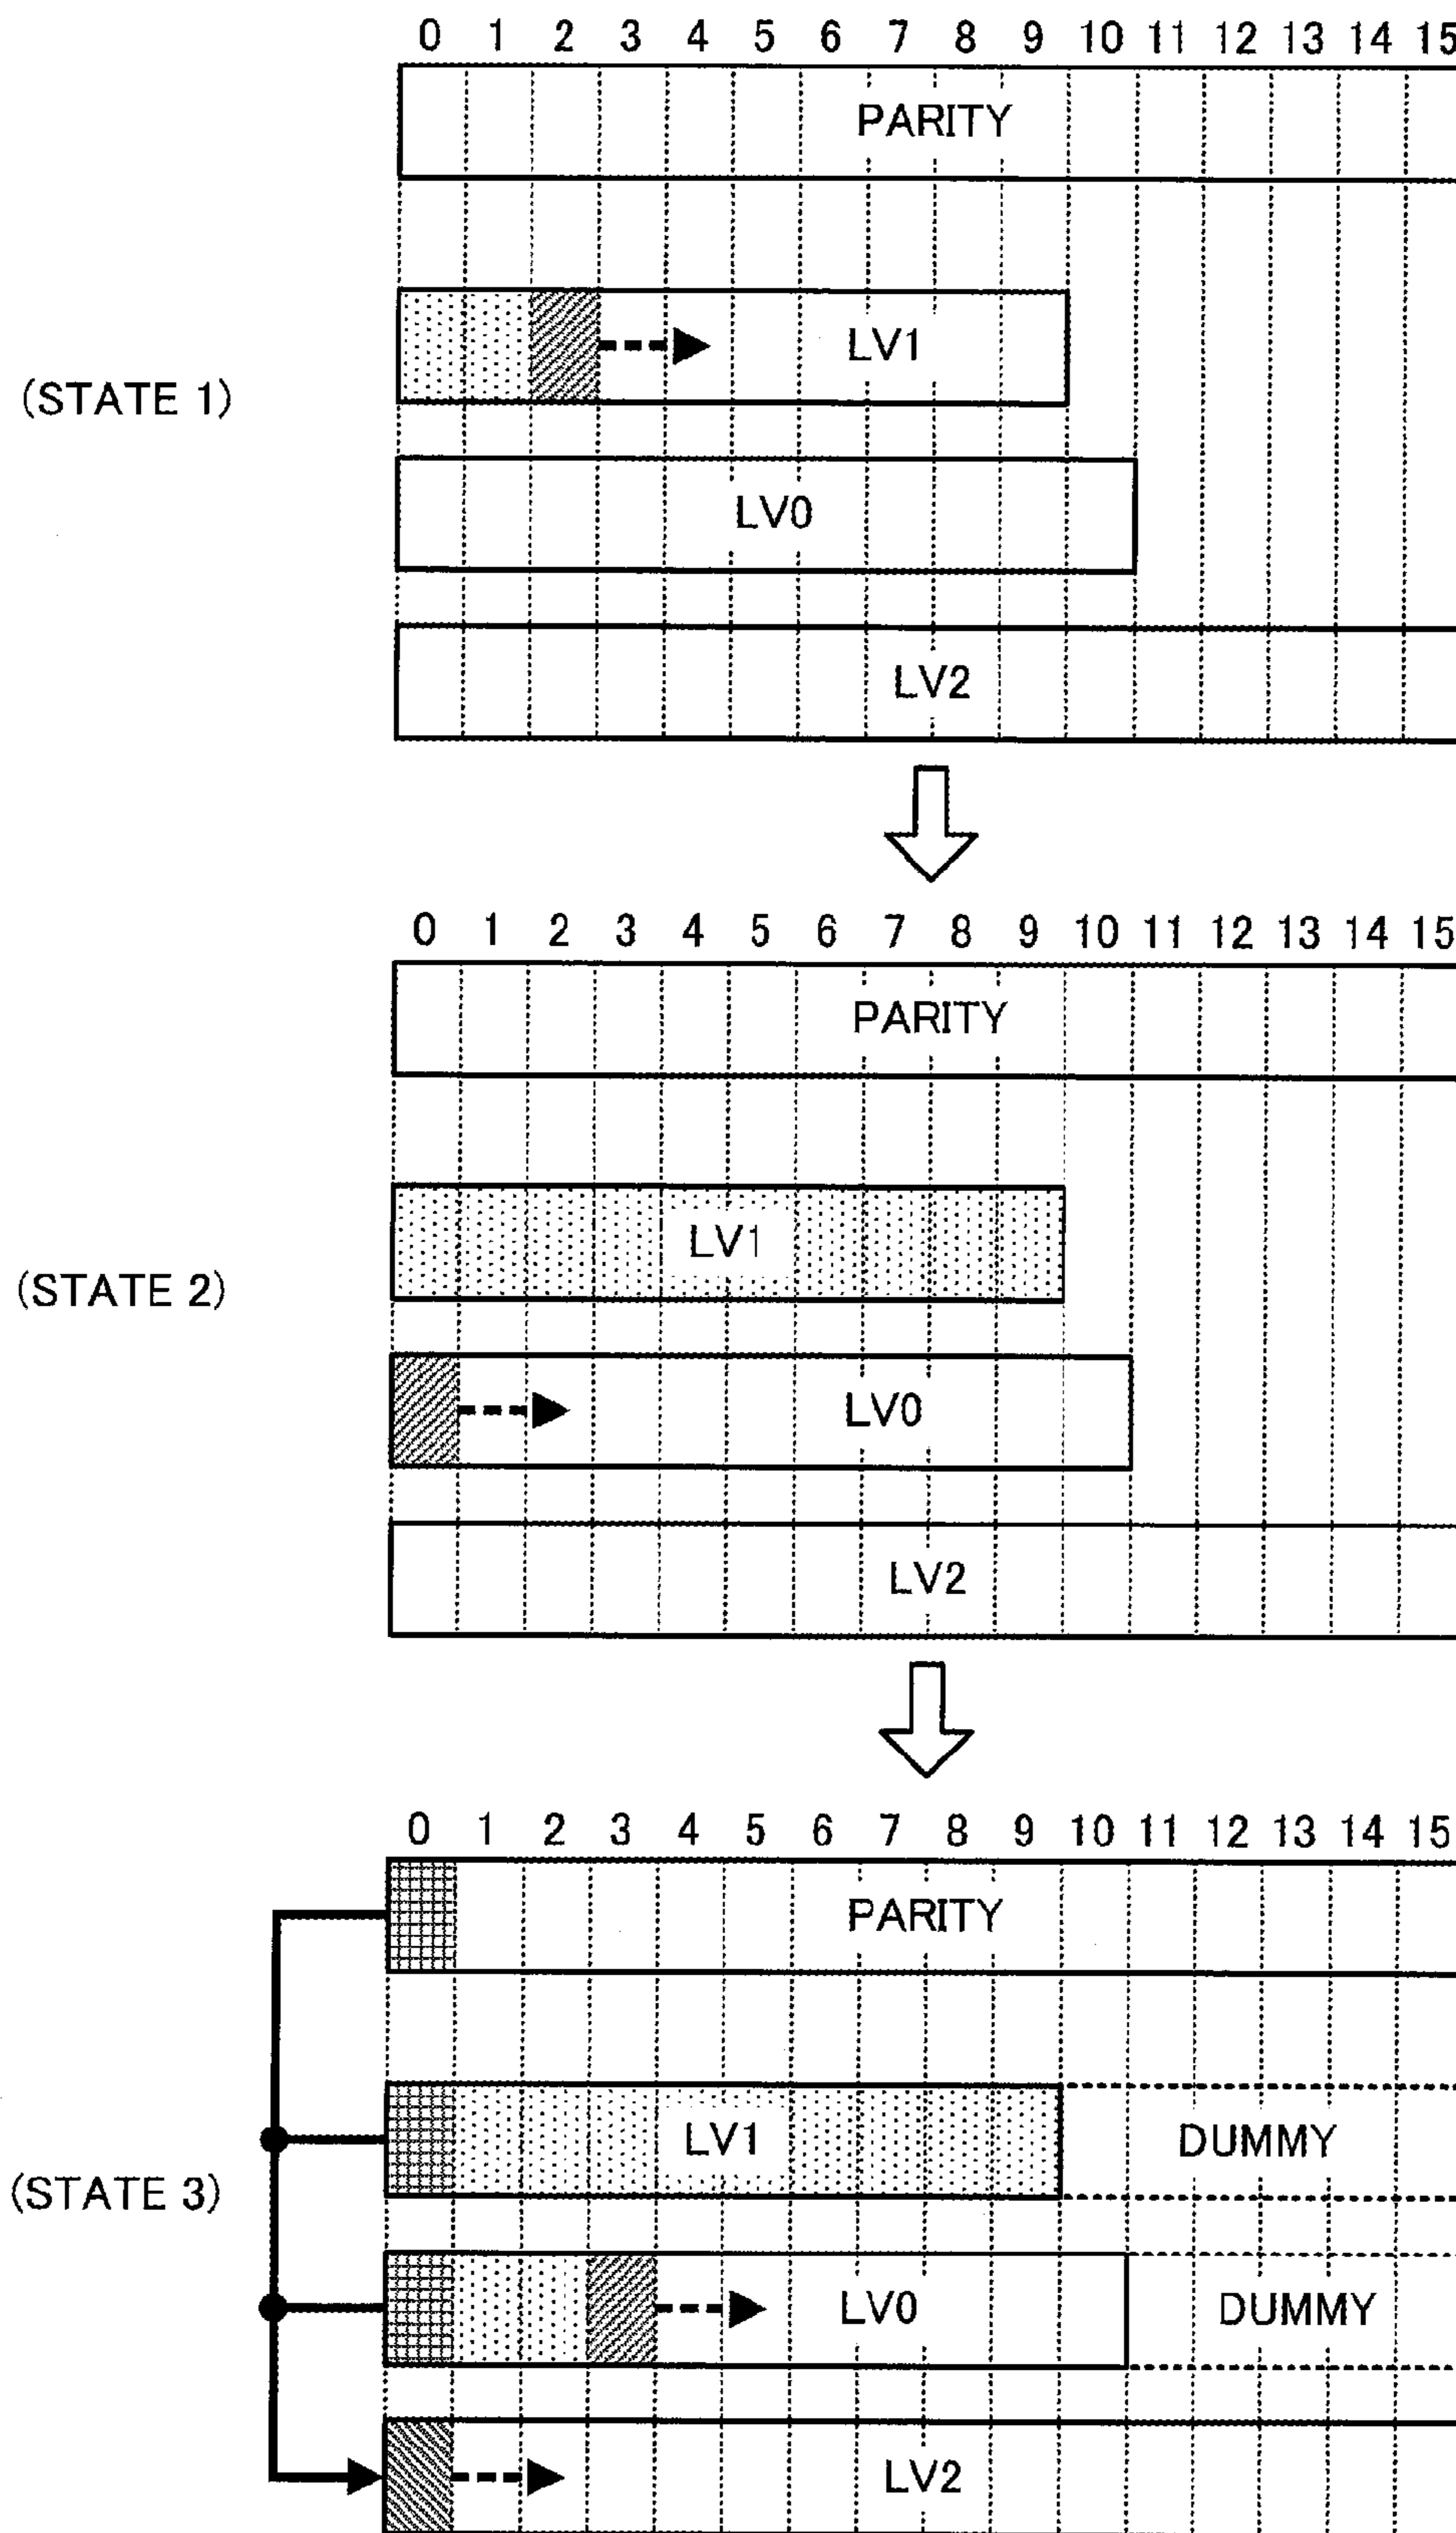 0 1 2 3 4 5 6 7 8 9 10 11 12 13 14 15
PARITY
LV1
(STATE 1)
LV0
LV2
0 1 2 3 4 5 6 7 8 9 10 11 12 13 14 15
PARITY
LV1
(STATE 2)
LV0
LV2
0 1 2 3 4 5 6 7 8 9 10 11 12 13 14 15
PARITY
LV1 DUMMY
(STATE 3)
LV0 DUMMY
LV2